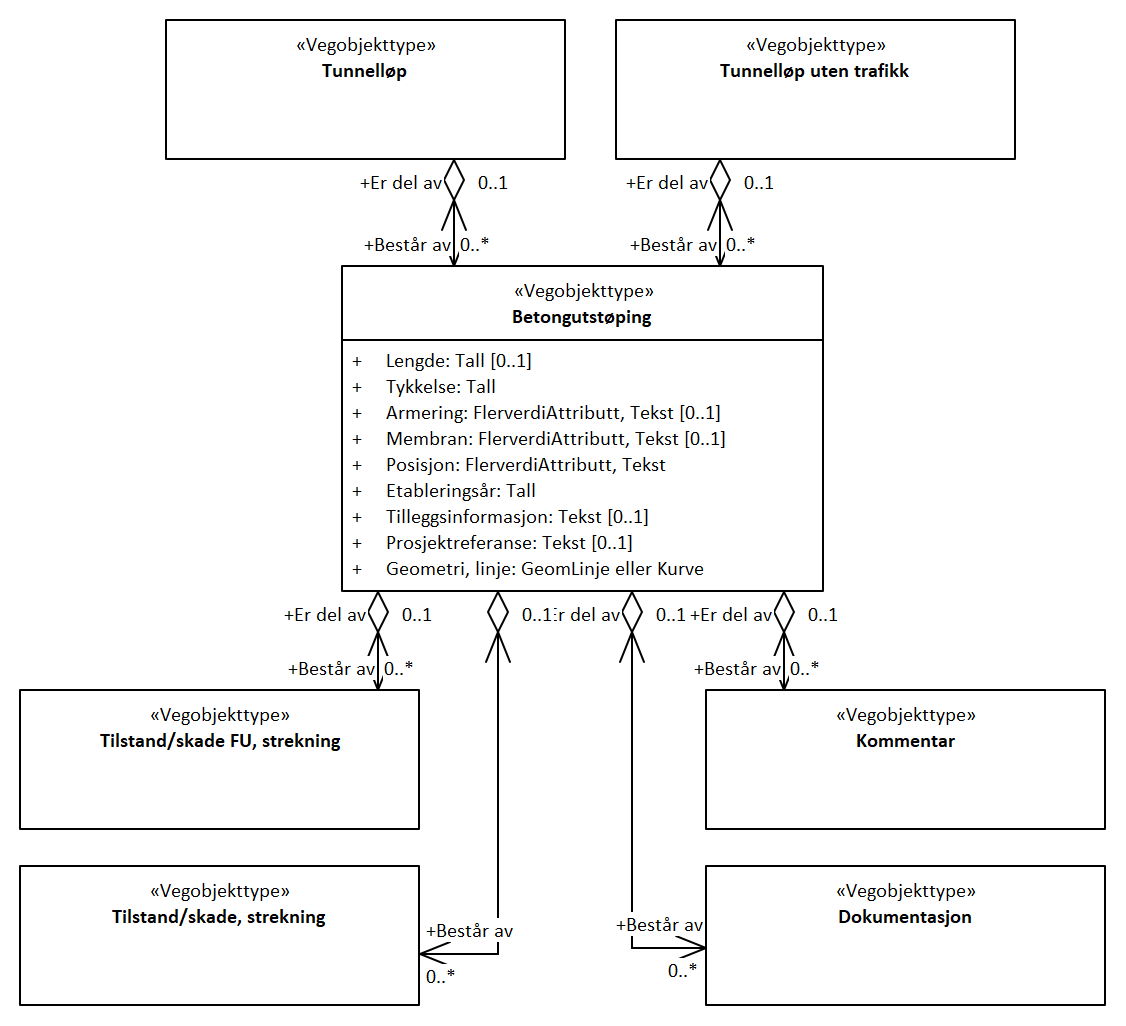 «Vegobjekttype»
Tunnelløp
«Vegobjekttype»
Tunnelløp uten trafikk
+Er del av 0..1
+Er del av 0..1
+Består av 0..*
+Består av 0..*
«Vegobjekttype»
Betongutstøping
+ Lengde: Tall [0..1]
+ Tykkelse: Tall
+ Armering: FlerverdiAttributt, Tekst [0..1]
+ Membran: FlerverdiAttributt, Tekst [0..1]
+ Posisjon: FlerverdiAttributt, Tekst
+ Etableringsår: Tall
+ Tilleggsinformasjon: Tekst [0..1]
+ Prosjektreferanse: Tekst [0..1]
+ Geometri, linje: GeomLinje eller Kurve
+Er del av 0..1
0..1
Er del av 0..1
+Er del av 0..1
+Består av 0..*
+Består av 0..*
«Vegobjekttype»
Tilstand/skade FU, strekning
«Vegobjekttype»
Kommentar
«Vegobjekttype»
Tilstand/skade, strekning
+Består av
0..*
+Består av
0..*
«Vegobjekttype»
Dokumentasjon